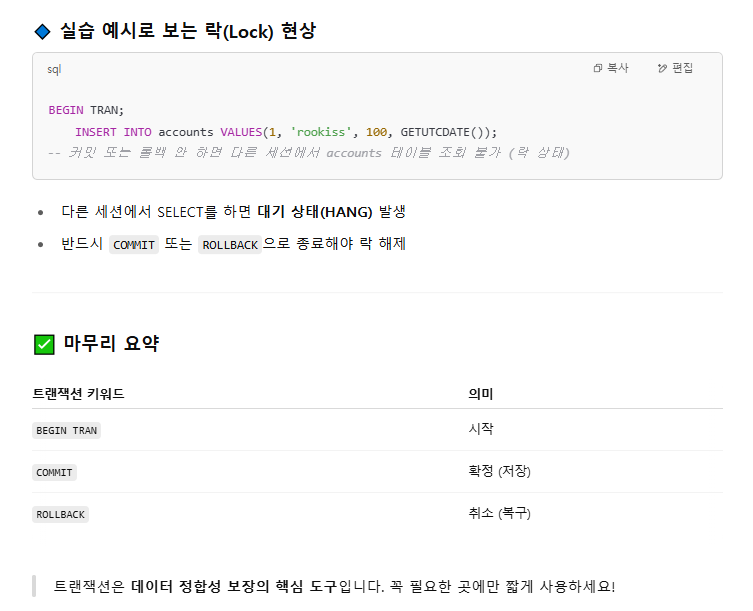 🔷 실습 예시로 보는 락(Lock) 현상
sql 복사 편집
BEGIN TRAN;
    INSERT INTO accounts VALUES(1, 'rookiss', 100, GETUTCDATE());
-- 커밋 또는 롤백 안 하면 다른 세션에서 accounts 테이블 조회 불가 (락 상태)
• 다른 세션에서 SELECT를 하면 대기 상태(HANG) 발생
• 반드시 COMMIT 또는 ROLLBACK으로 종료해야 락 해제
✅ 마무리 요약
트랜잭션 키워드 의미
BEGIN TRAN 시작
COMMIT 확정 (저장)
ROLLBACK 취소 (복구)
트랜잭션은 데이터 정합성 보장의 핵심 도구입니다. 꼭 필요한 곳에만 짧게 사용하세요!